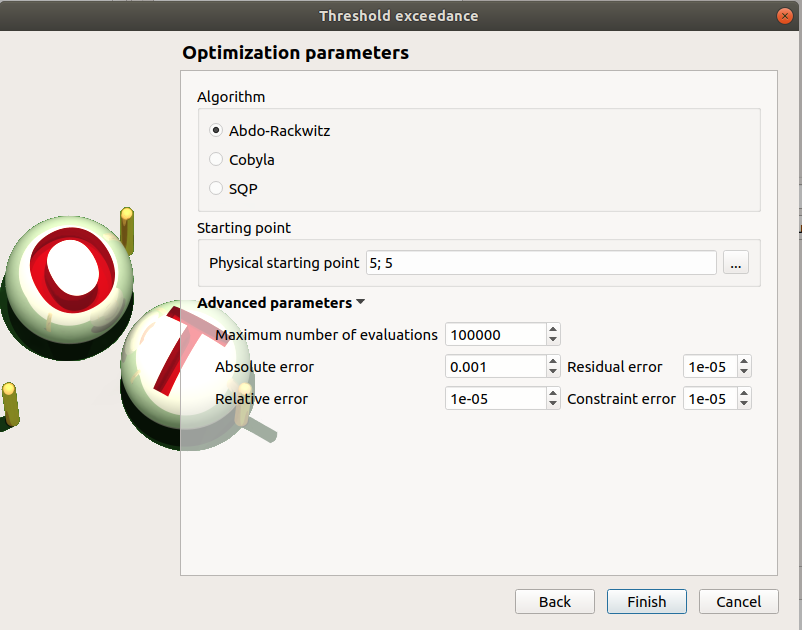 Threshold exceedance
Optimization parameters
Algorithm
Abdo-Rackwitz
Cobyla
SQP
Starting point
Physical starting point 5; 5 ...
Advanced parameters
Maximum number of evaluations 100000
Absolute error 0.001 Residual error 1e-05
Relative error 1e-05 Constraint error 1e-05
Back Finish Cancel
O
T